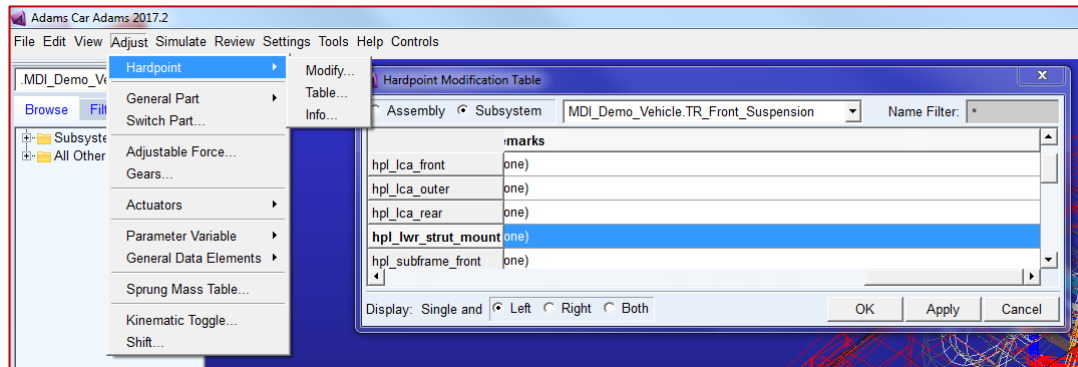 Adams Car Adams 2017.2
File Edit View Adjust Simulate Review Settings Tools Help Controls
.MDI_Demo_Ve
Browse Fil
Subsyste
All Other
Hardpoint
General Part
Switch Part...
Adjustable Force...
Gears...
Actuators
Parameter Variable
General Data Elements
Sprung Mass Table...
Kinematic Toggle...
Shift...
Modify...
Table...
Info...
Hardpoint Modification Table
Assembly Subsystem MDI_Demo_Vehicle.TR_Front_Suspension Name Filter: *
emarks
hpl_lca_front one)
hpl_lca_outer one)
hpl_lca_rear one)
hpl_lwr_strut_mount one)
hpl_subframe_front one)
Display: Single and Left Right Both OK Apply Cancel